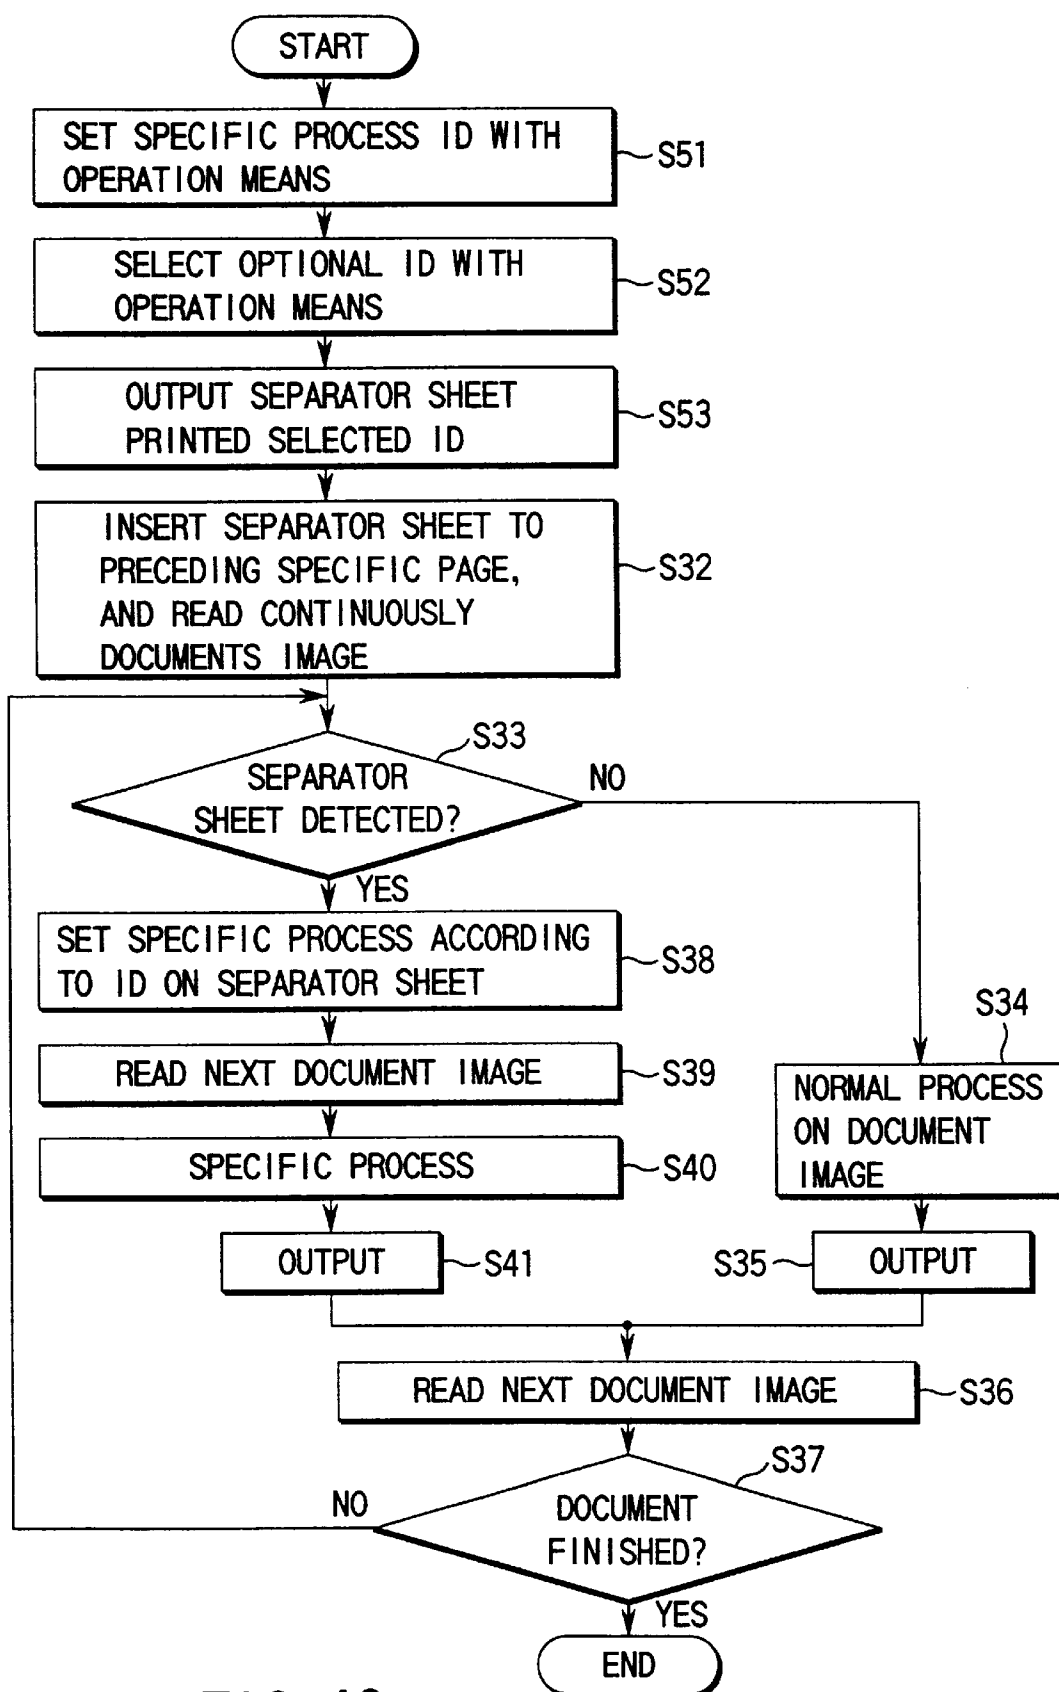 START
SET SPECIFIC PROCESS ID WITH
OPERATION MEANS
S51
SELECT OPTIONAL ID WITH
OPERATION MEANS
S52
OUTPUT SEPARATOR SHEET
PRINTED SELECTED ID
S53
INSERT SEPARATOR SHEET TO
PRECEDING SPECIFIC PAGE,
AND READ CONTINUOUSLY
DOCUMENTS IMAGE
S32
S33
SEPARATOR
SHEET DETECTED?
NO
YES
SET SPECIFIC PROCESS ACCORDING
TO ID ON SEPARATOR SHEET
S38
READ NEXT DOCUMENT IMAGE
S39
SPECIFIC PROCESS
S40
OUTPUT
S41
S34
NORMAL PROCESS
ON DOCUMENT
IMAGE
S35
OUTPUT
READ NEXT DOCUMENT IMAGE
S36
S37
DOCUMENT
FINISHED?
NO
YES
END